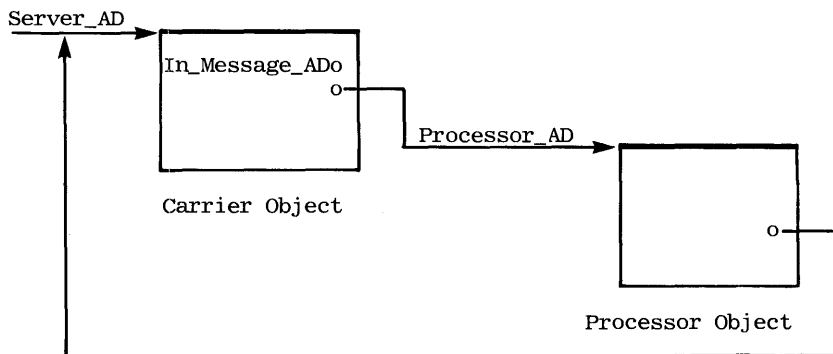 Server_AD
In_Message_ADo
o
Processor_AD
Carrier Object
o
Processor Object